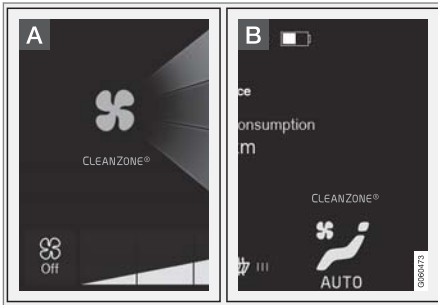 A
CLEANZONE®
Off
B
ce
onsumption
m
CLEANZONE®
AUTO
G060473